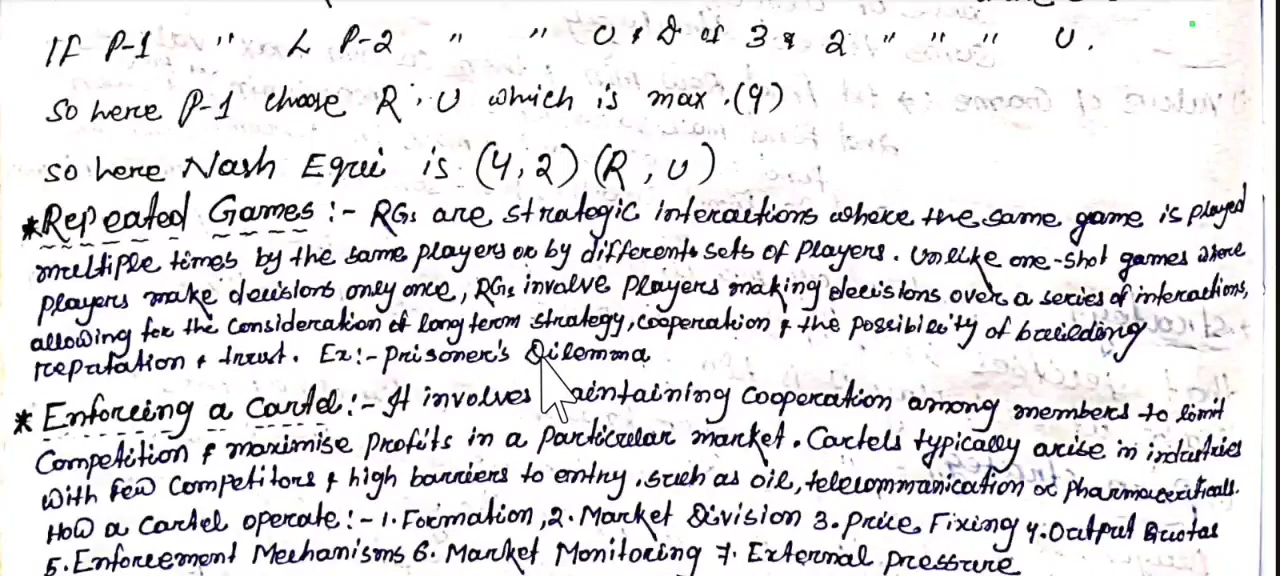 If P-1 " L P-2 " " U & D of 3 & 2 " " " U.
So here P-1 choose R, U which is max. (4)
so here Nash Equi is (4,2) (R, U)
* Repeated Games :- RGs are strategic interactions where the same game is played
multiple times by the same players or by different sets of players. Unlike one-shot games where
players make decisions only once, RGs involve players making decisions over a series of interactions,
allowing for the consideration of long term strategy, cooperation & the possibility of building
reputation & trust. Ex:- Prisoner's Dilemma
* Enforcing a Cartel :- It involves maintaining cooperation among members to limit
Competition & maximise profits in a particular market. Cartels typically arise in industries
with few competitors & high barriers to entry, such as oil, telecommunication or pharmaceuticals.
How a Cartel operate :- 1. Formation, 2. Market Division 3. Price Fixing 4. Output Quotas
5. Enforcement Mechanisms 6. Market Monitoring 7. External Pressure